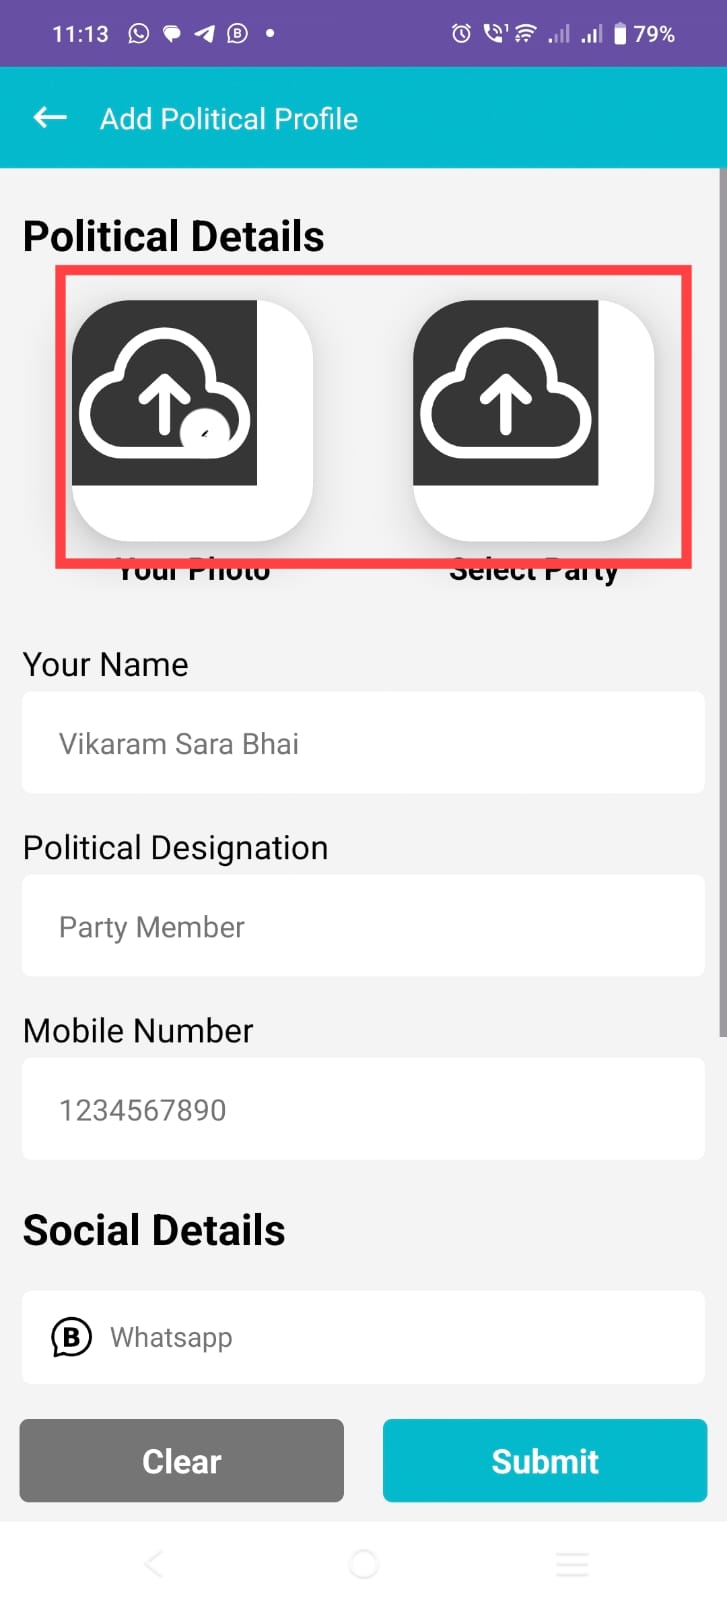 11:13 79%
Add Political Profile
Political Details
Your Photo Select Party
Your Name
Vikaram Sara Bhai
Political Designation
Party Member
Mobile Number
1234567890
Social Details
B Whatsapp
Clear Submit